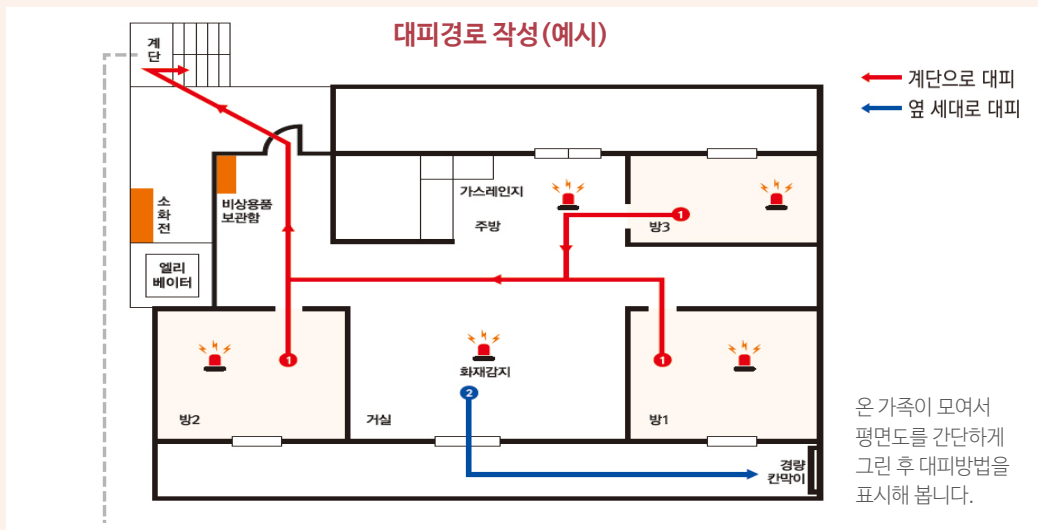 대피경로 작성(예시)
계단
계단으로 대피
옆 세대로 대피
가스레인지
주방
비상용품
보관함
소화전
엘리
베이터
방3
1
1
1
화재감지
2
방2
거실
방1
경량
칸막이
온 가족이 모여서
평면도를 간단하게
그린 후 대피방법을
표시해 봅니다.